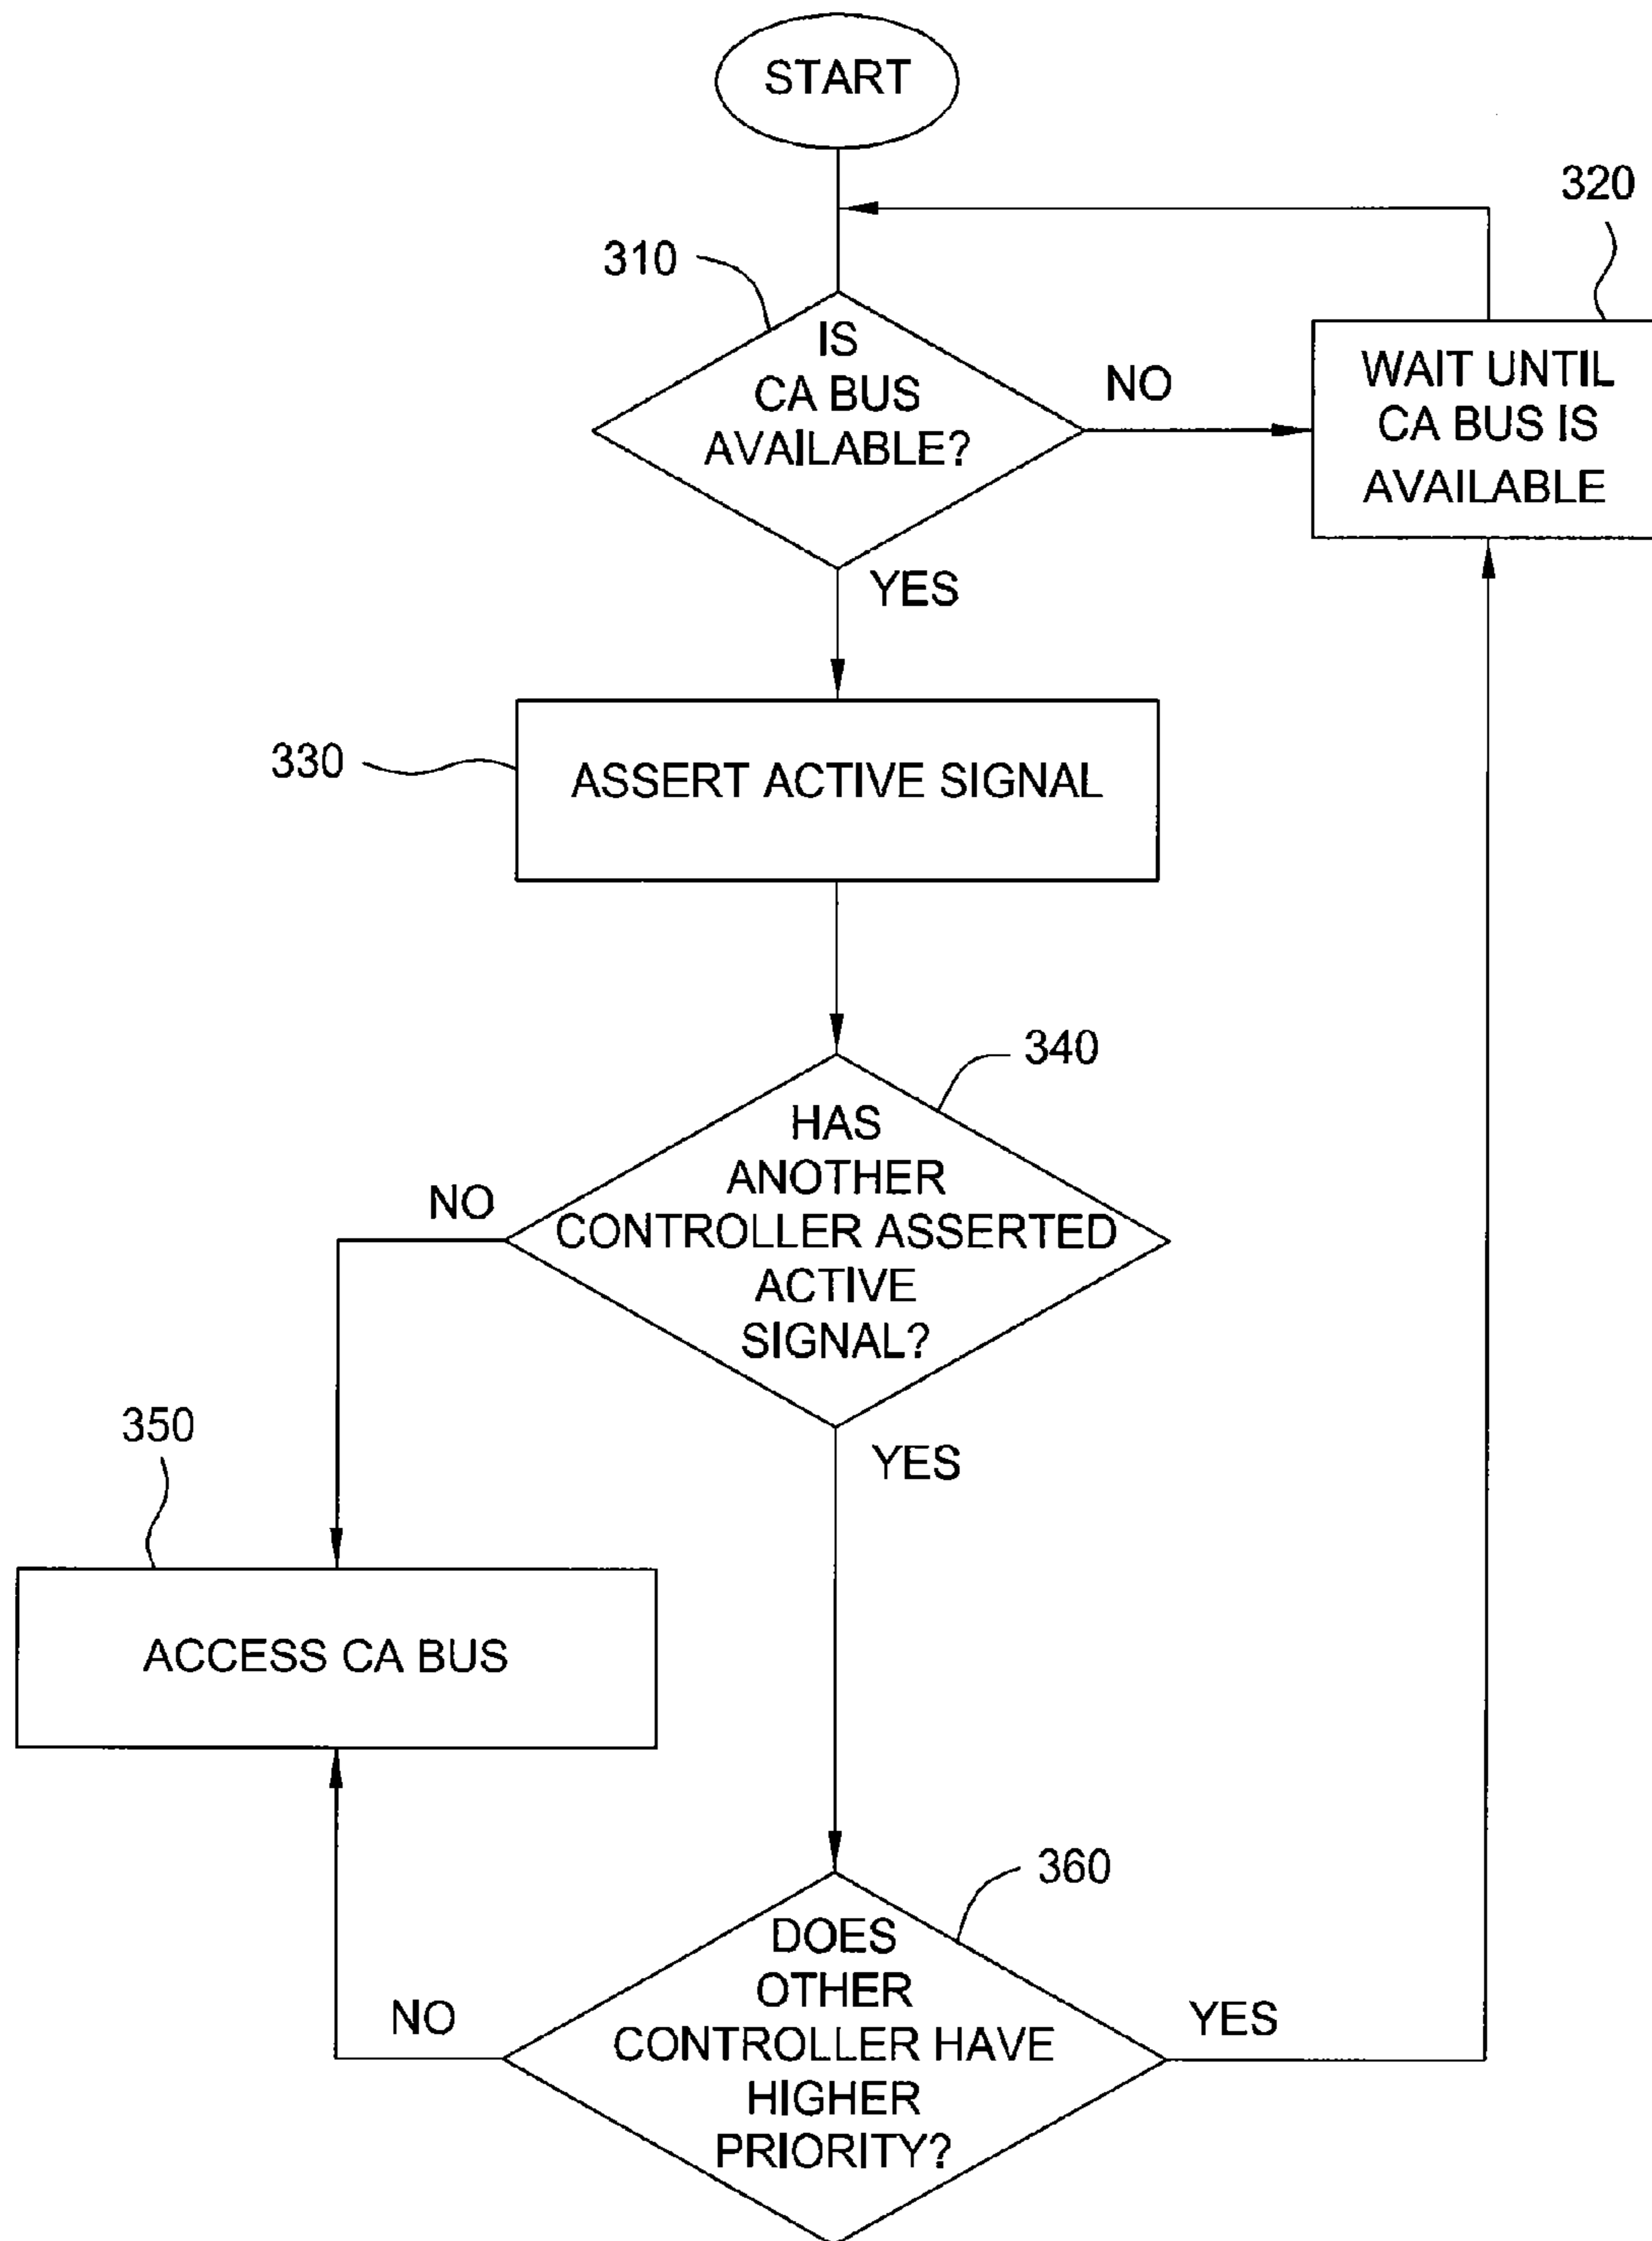 START
320
310
IS
CA BUS
AVAILABLE?
NO
WAIT UNTIL
CA BUS IS
AVAILABLE
YES
330
ASSERT ACTIVE SIGNAL
340
HAS
ANOTHER
CONTROLLER ASSERTED
ACTIVE
SIGNAL?
NO
YES
350
ACCESS CA BUS
360
DOES
OTHER
CONTROLLER HAVE
HIGHER
PRIORITY?
NO
YES